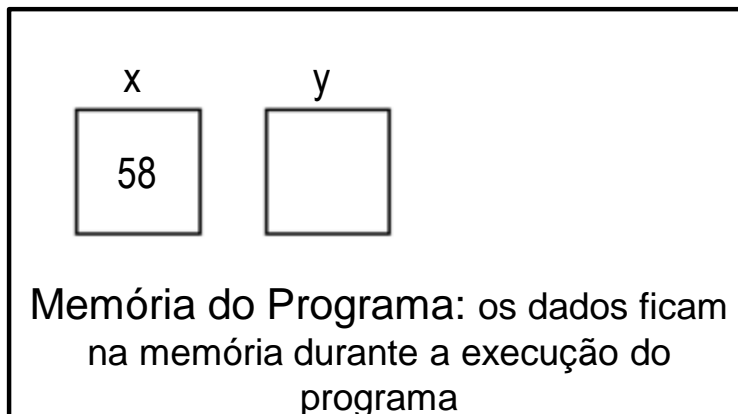 x y
58
Memória do Programa: os dados ficam
na memória durante a execução do
programa